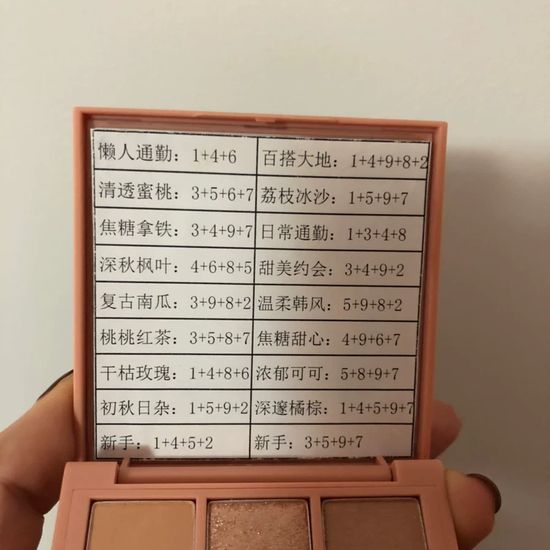 懒人通勤：1+4+6 百搭大地：1+4+9+8+2
清透蜜桃：3+5+6+7 荔枝冰沙：1+5+9+7
焦糖拿铁：3+4+9+7 日常通勤：1+3+4+8
深秋枫叶：4+6+8+5 甜美约会：3+4+9+2
复古南瓜：3+9+8+2 温柔韩风：5+9+8+2
桃桃红茶：3+5+8+7 焦糖甜心：4+9+6+7
干枯玫瑰：1+4+8+6 浓郁可可：5+8+9+7
初秋日杂：1+5+9+2 深邃橘棕：1+4+5+9+7
新手：1+4+5+2 新手：3+5+9+7